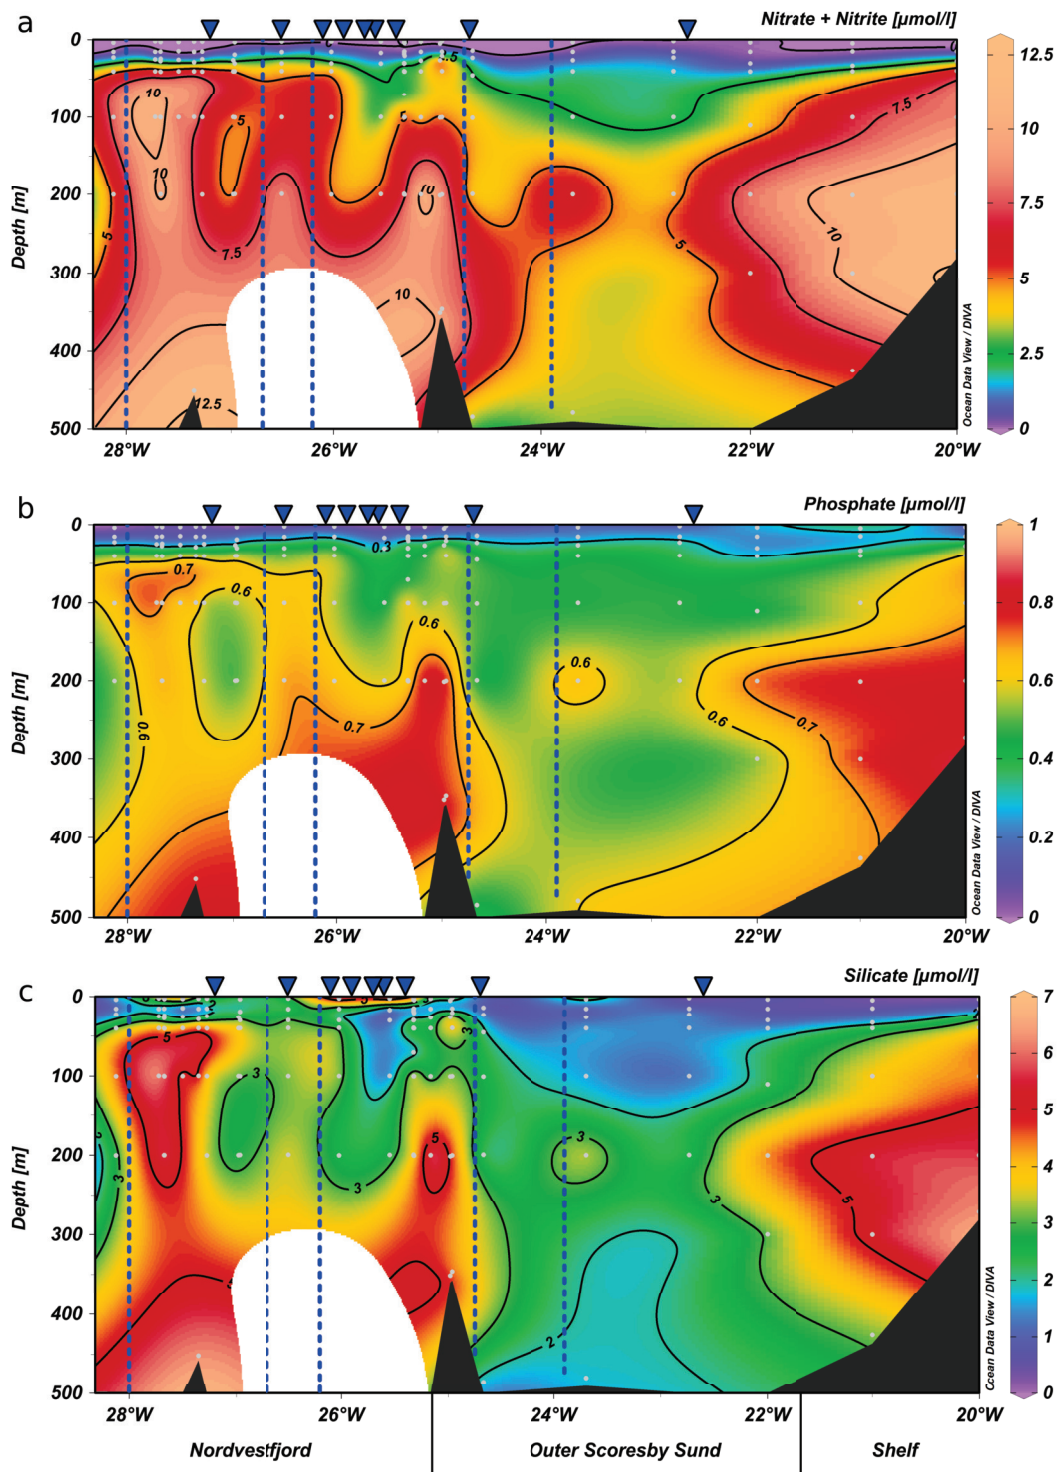 a
Nitrate + Nitrite [µmol/l]
0
100
200
300
400
500
Depth [m]
28°W
26°W
24°W
22°W
20°W
10
10
5
5
7.5
12.5
10
10
5
7.5
10
Ocean Data View / DIVA
12.5
10
7.5
5
2.5
0
b
Phosphate [µmol/l]
0
100
200
300
400
500
Depth [m]
28°W
26°W
24°W
22°W
20°W
0.3
0.7
0.6
0.6
0.6
0.7
0.6
0.6
0.7
Ocean Data View / DIVA
1
0.8
0.6
0.4
0.2
0
c
Silicate [µmol/l]
0
100
200
300
400
500
Depth [m]
28°W
26°W
24°W
22°W
20°W
5
3
3
3
3
5
3
2
3
5
Ocean Data View / DIVA
7
6
5
4
3
2
1
0
Nordvestfjord
Outer Scoresby Sund
Shelf